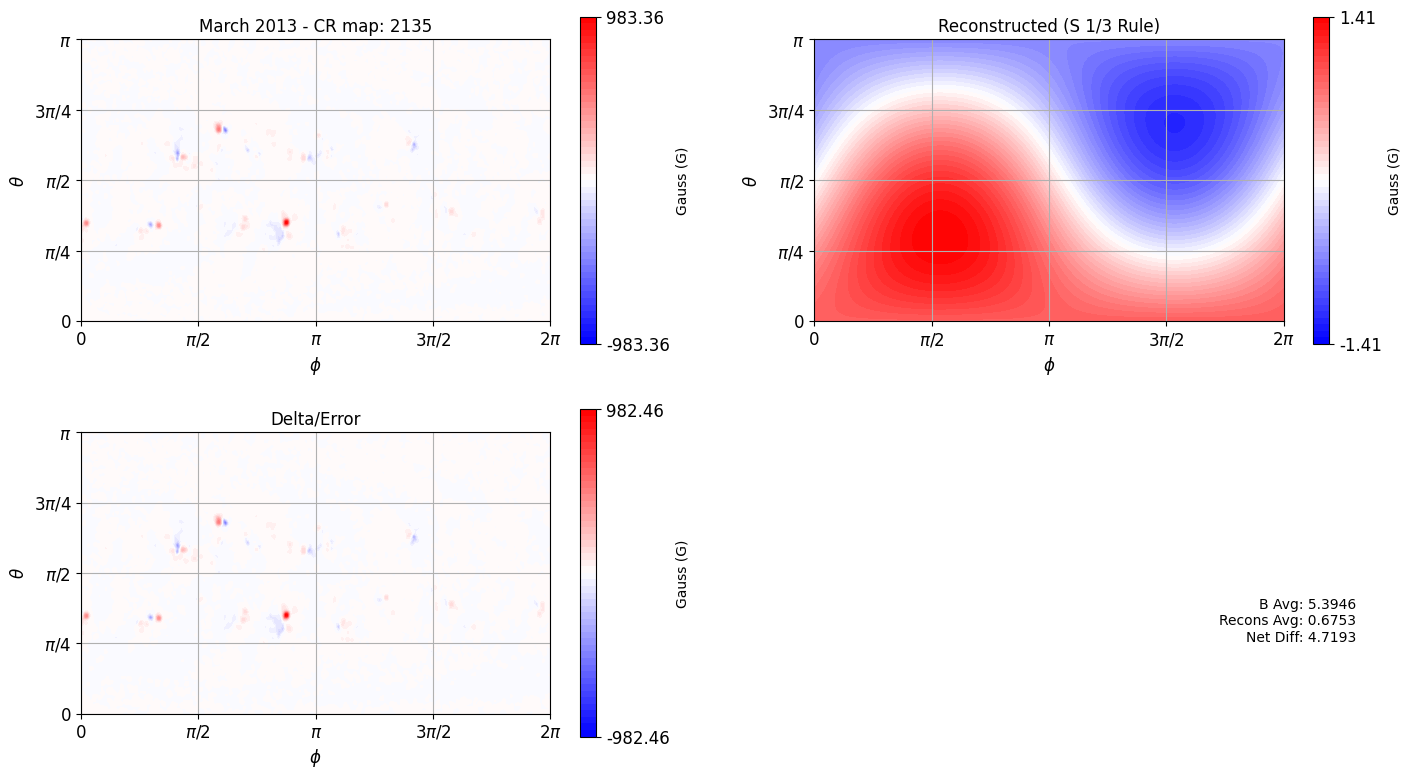 March 2013 - CR map: 2135
π
3π/4
π/2
π/4
0
θ
0
π/2
π
3π/2
2π
ϕ
983.36
-983.36
Gauss (G)
Reconstructed (S 1/3 Rule)
π
3π/4
π/2
π/4
0
θ
0
π/2
π
3π/2
2π
ϕ
1.41
-1.41
Gauss (G)
Delta/Error
π
3π/4
π/2
π/4
0
θ
0
π/2
π
3π/2
2π
ϕ
982.46
-982.46
Gauss (G)
B Avg: 5.3946
Recons Avg: 0.6753
Net Diff: 4.7193